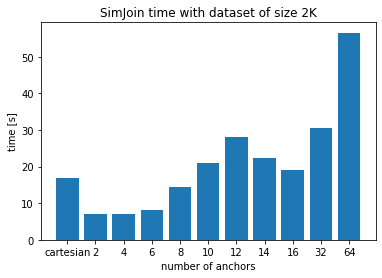 SimJoin time with dataset of size 2K
time [s]
50
40
30
20
10
0
cartesian 2 4 6 8 10 12 14 16 32 64
number of anchors